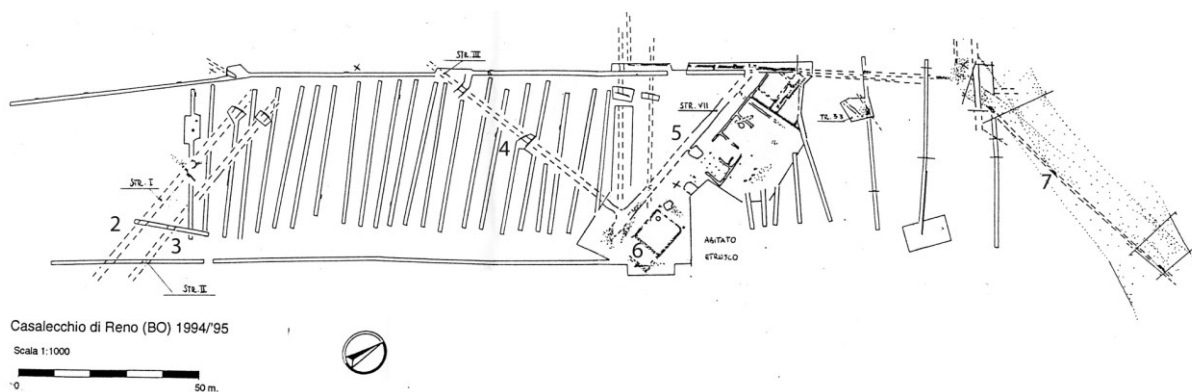 STR. III
STR. VII
TR. 33
5
4
7
STR. I
2
3
6
ABITATO
ETRUSCO
STR. II
Casalecchio di Reno (BO) 1994/'95
Scala 1:1000
0
50 m.